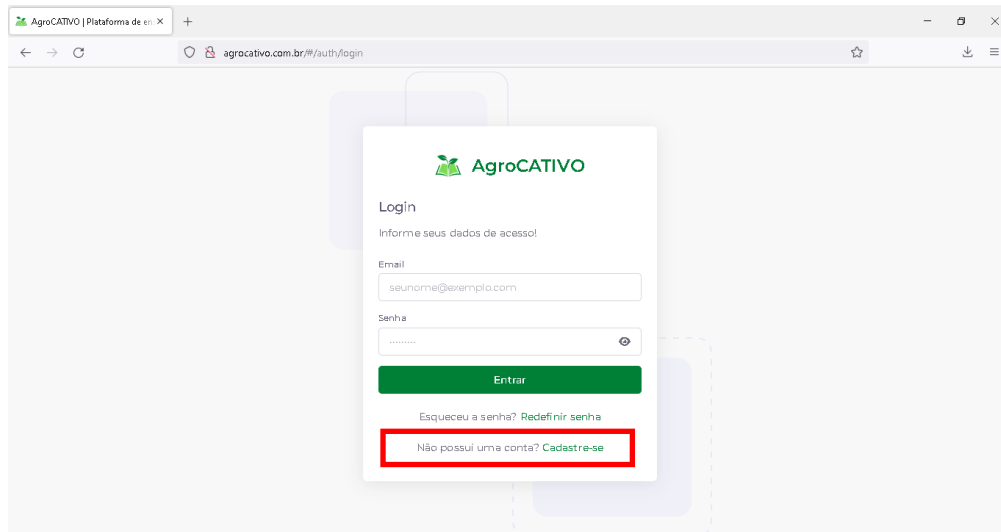 AgroCATIVO | Plataforma de en
agrocativo.com.br/#/auth/login
AgroCATIVO
Login
Informe seus dados de acesso!
Email
seunome@exemplo.com
Senha
·········
Entrar
Esqueceu a senha? Redefinir senha
Não possui uma conta? Cadastre-se